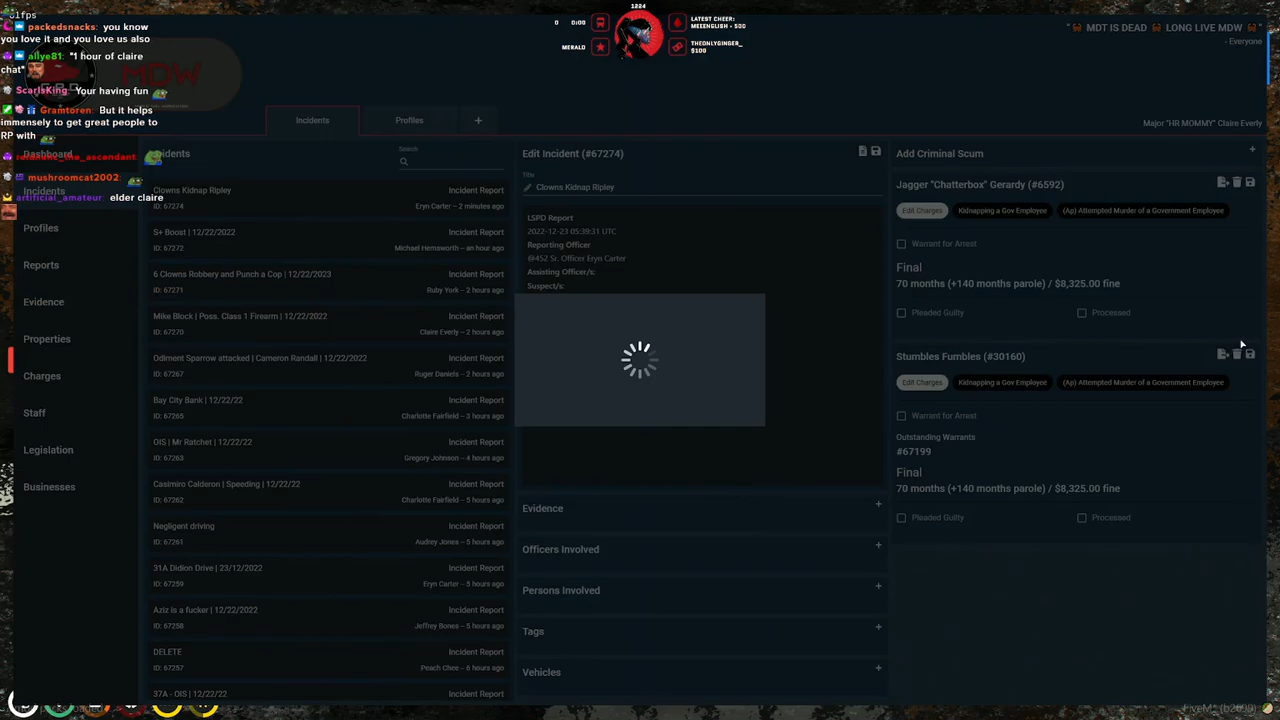 packedsnacks: you know
you love it and you love us also
allye81: "1 hour of claire
chat"
ScarlsKing: Your having fun
Gramtoren: But it helps
immensely to get great people to
RP with
mushroomcat2002:
artificial_amateur: elder claire
1224
0 0:00
MERALD
LATEST CHEER:
MEEENGLISH - 500
THEONLYGINGER_
$100
" MDT IS DEAD LONG LIVE MDW "
- Everyone
MDW
Incidents
Profiles
+
Major "HR MOMMY" Claire Everly
Dashboard
Incidents
Profiles
Reports
Evidence
Properties
Charges
Staff
Legislation
Businesses
Search
Clowns Kidnap Ripley Incident Report
ID: 67274 Eryn Carter – 2 minutes ago
S+ Boost | 12/22/2022 Incident Report
ID: 67272 Michael Hemsworth – an hour ago
6 Clowns Robbery and Punch a Cop | 12/22/2023 Incident Report
ID: 67271 Ruby York – 2 hours ago
Mike Block | Poss. Class 1 Firearm | 12/22/2022 Incident Report
ID: 67270 Claire Everly – 2 hours ago
Odiment Sparrow attacked | Cameron Randall | 12/22/2022 Incident Report
ID: 67267 Ruger Daniels – 2 hours ago
Bay City Bank | 12/22/22 Incident Report
ID: 67265 Charlotte Fairfield – 3 hours ago
OIS | Mr Ratchet | 12/22/22 Incident Report
ID: 67263 Gregory Johnson – 4 hours ago
Casimiro Calderon | Speeding | 12/22/22 Incident Report
ID: 67262 Charlotte Fairfield – 5 hours ago
Negligent driving Incident Report
ID: 67261 Audrey Jones – 5 hours ago
31A Didion Drive | 23/12/2022 Incident Report
ID: 67259 Eryn Carter – 5 hours ago
Aziz is a fucker | 12/22/2022 Incident Report
ID: 67258 Jeffrey Bones – 5 hours ago
DELETE Incident Report
ID: 67257 Peach Chee – 6 hours ago
37A - OIS | 12/22/22 Incident Report
Edit Incident (#67274)
Title
Clowns Kidnap Ripley
LSPD Report
2022-12-23 05:39:31 UTC
Reporting Officer
@452 Sr. Officer Eryn Carter
Assisting Officer/s:
Suspect/s:
Evidence +
Officers Involved +
Persons Involved +
Tags +
Vehicles +
Add Criminal Scum +
Jagger "Chatterbox" Gerardy (#6592)
Edit Charges Kidnapping a Gov Employee (Ap) Attempted Murder of a Government Employee
Warrant for Arrest
Final
70 months (+140 months parole) / $8,325.00 fine
Pleaded Guilty Processed
Stumbles Fumbles (#30160)
Edit Charges Kidnapping a Gov Employee (Ap) Attempted Murder of a Government Employee
Warrant for Arrest
Outstanding Warrants
#67199
Final
70 months (+140 months parole) / $8,325.00 fine
Pleaded Guilty Processed